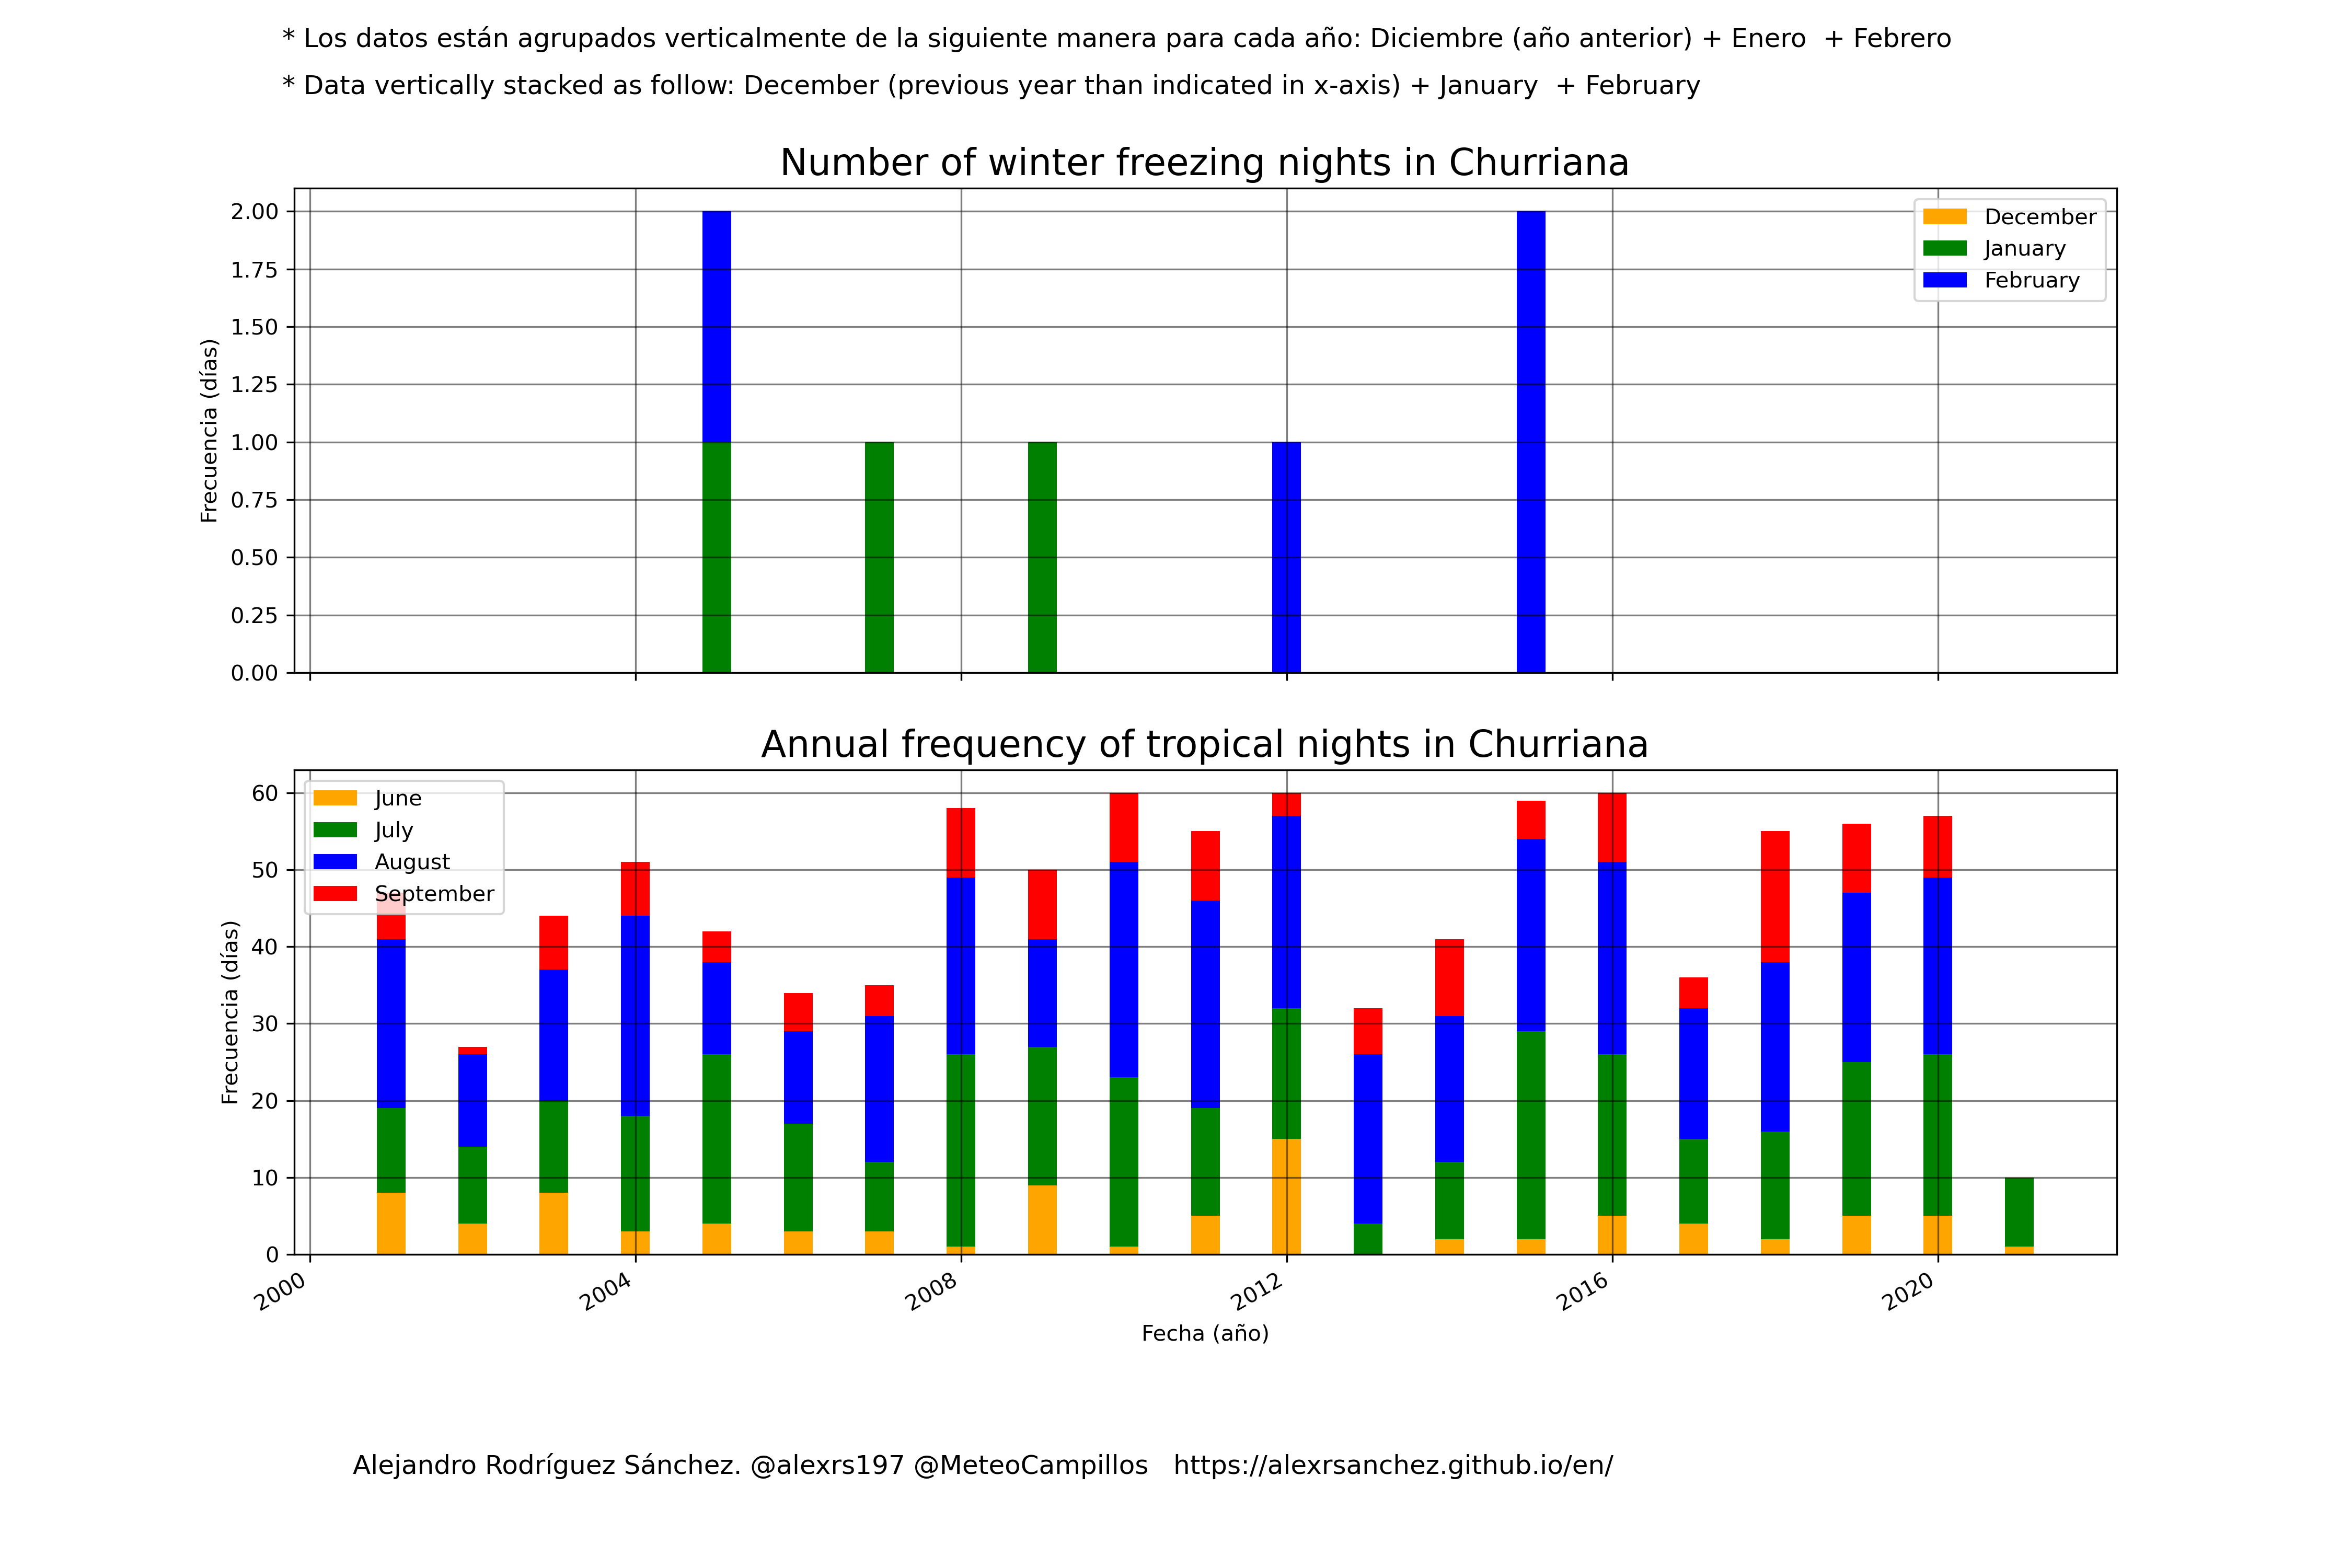 * Los datos están agrupados verticalmente de la siguiente manera para cada año: Diciembre (año anterior) + Enero  + Febrero
* Data vertically stacked as follow: December (previous year than indicated in x-axis) + January  + February
Number of winter freezing nights in Churriana
2.00
1.75
1.50
1.25
1.00
0.75
0.50
0.25
0.00
Frecuencia (días)
December
January
February
Annual frequency of tropical nights in Churriana
60
50
40
30
20
10
0
Frecuencia (días)
June
July
August
September
2000
2004
2008
2012
2016
2020
Fecha (año)
Alejandro Rodríguez Sánchez. @alexrs197 @MeteoCampillos   https://alexrsanchez.github.io/en/